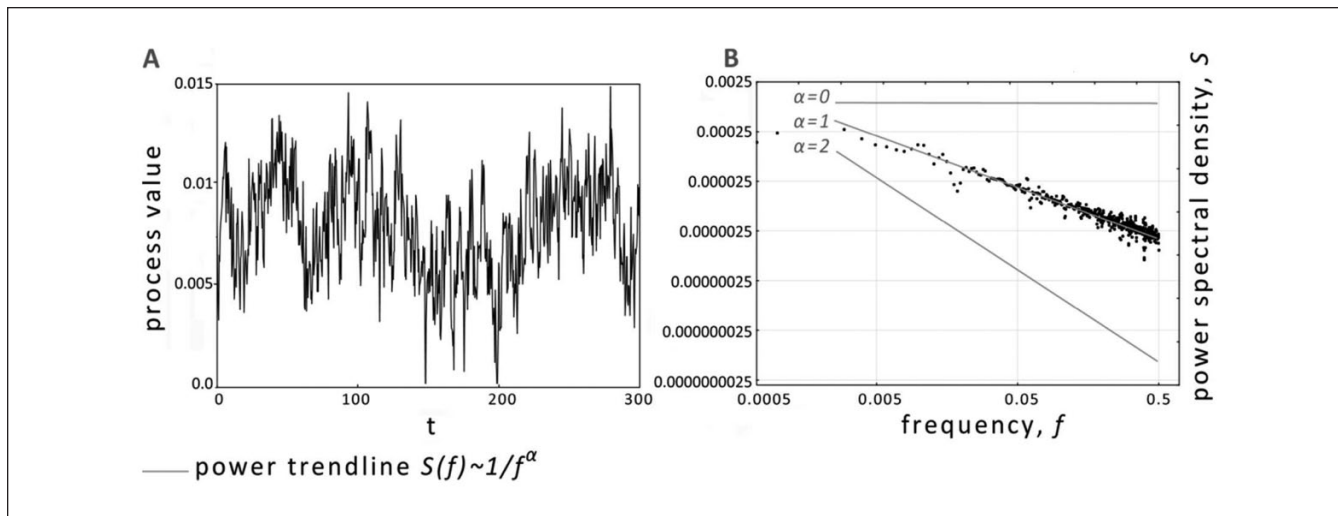 A
process value
0.015
0.01
0.005
0.0
0
100
200
300
t
B
power spectral density, S
0.0025
0.00025
0.000025
0.0000025
0.00000025
0.000000025
0.0000000025
α=0
α=1
α=2
0.0005
0.005
0.05
0.5
frequency, f
power trendline S(f)~1/f^α